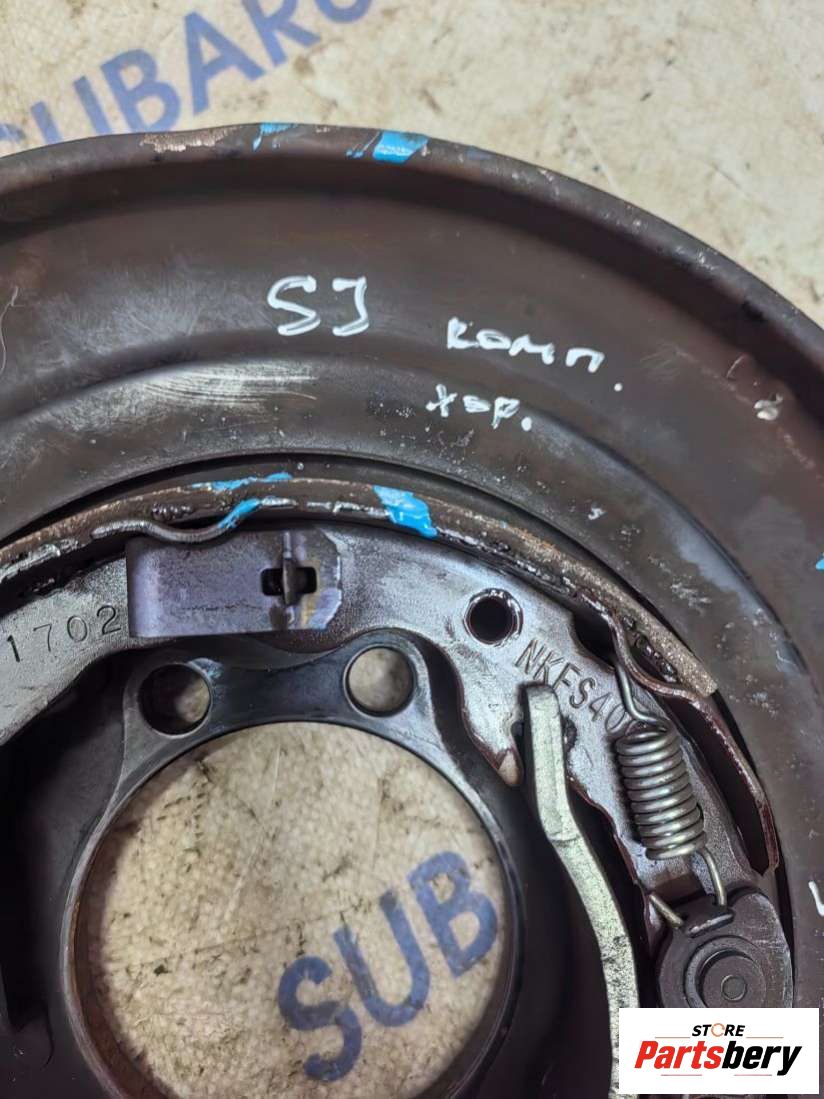 SUBARU
SJ комп.
хор.
1702
NKFS40
SUB
STORE
Partsbery